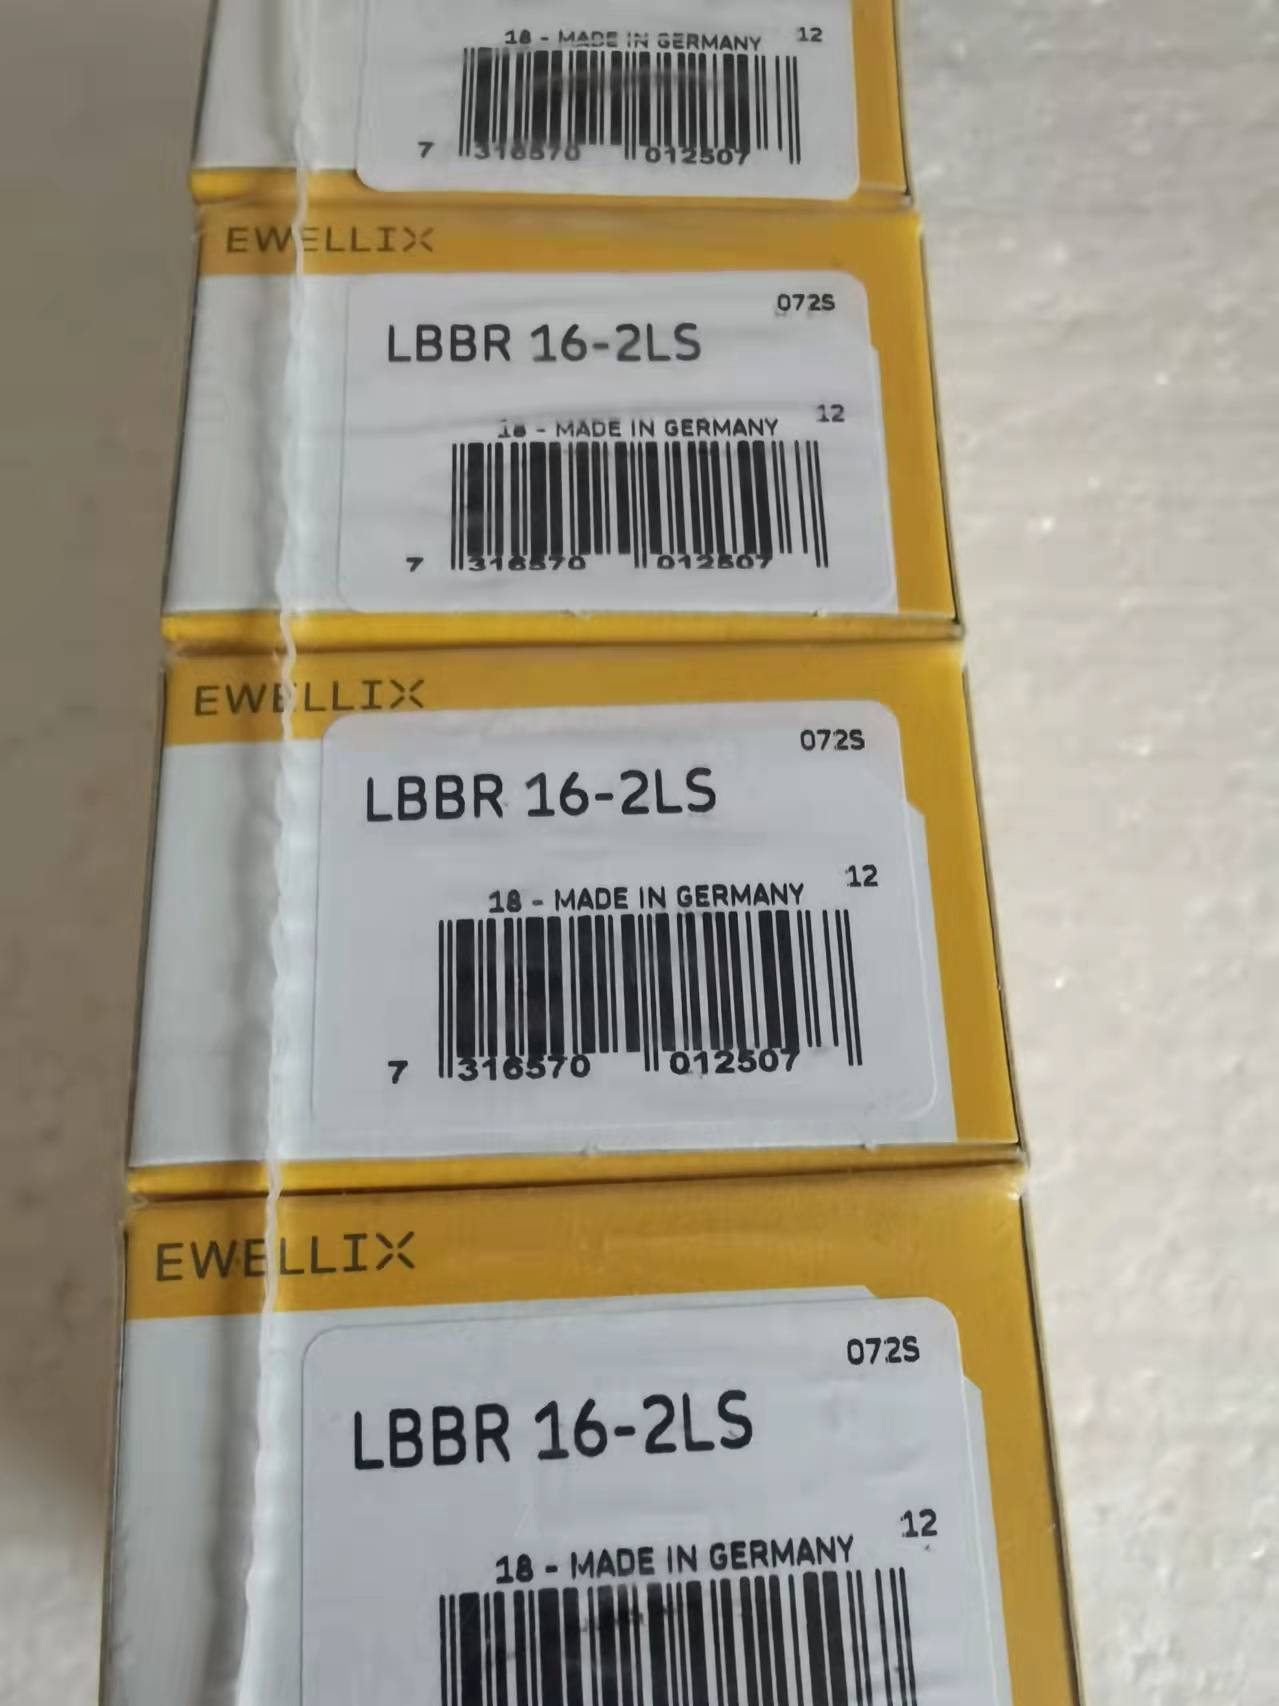 18 - MADE IN GERMANY 12
7 316570 012507
EWELLIX
072S
LBBR 16-2LS
12
18 - MADE IN GERMANY
7 316570 012507
EWELLIX
072S
LBBR 16-2LS
12
18 - MADE IN GERMANY
7 316570 012507
EWELLIX
072S
LBBR 16-2LS
12
18 - MADE IN GERMANY